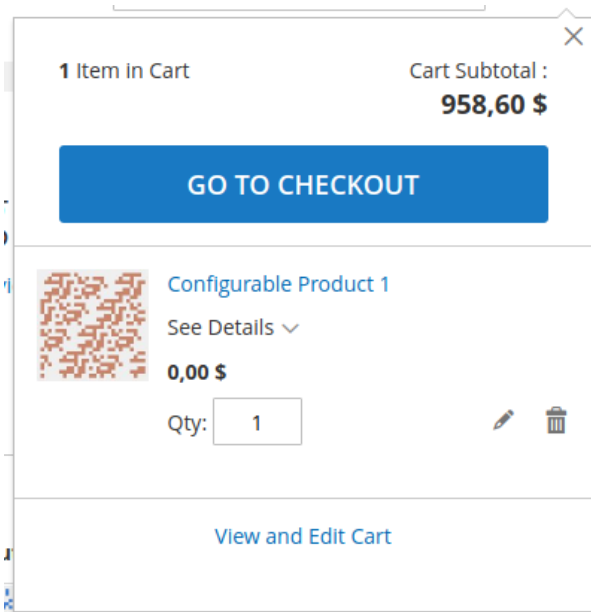 1 Item in Cart
Cart Subtotal :
958,60 $
GO TO CHECKOUT
Configurable Product 1
See Details
0,00 $
Qty: 1
View and Edit Cart